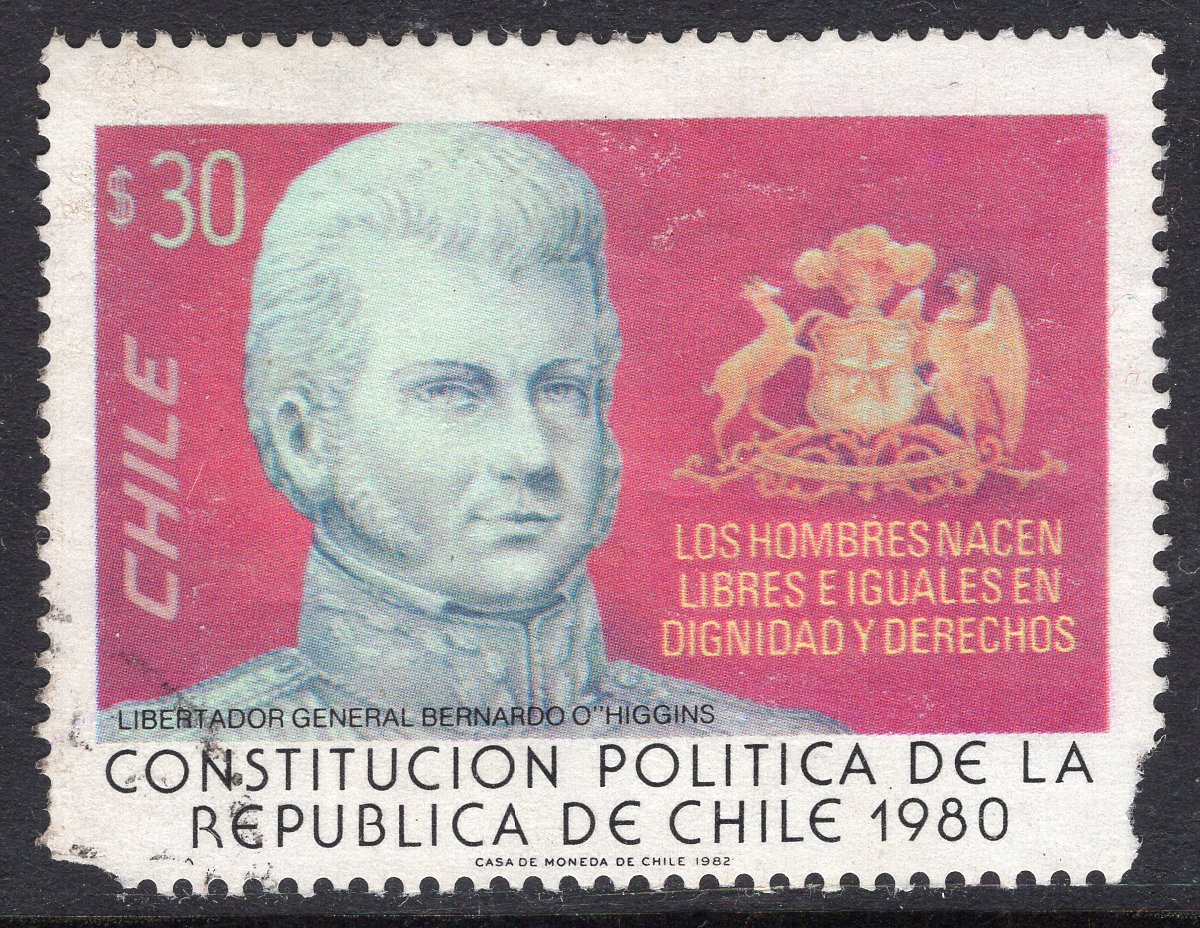 $30
CHILE
LOS HOMBRES NACEN
LIBRES E IGUALES EN
DIGNIDAD Y DERECHOS
LIBERTADOR GENERAL BERNARDO O''HIGGINS
CONSTITUCION POLITICA DE LA
REPUBLICA DE CHILE 1980
CASA DE MONEDA DE CHILE 1982